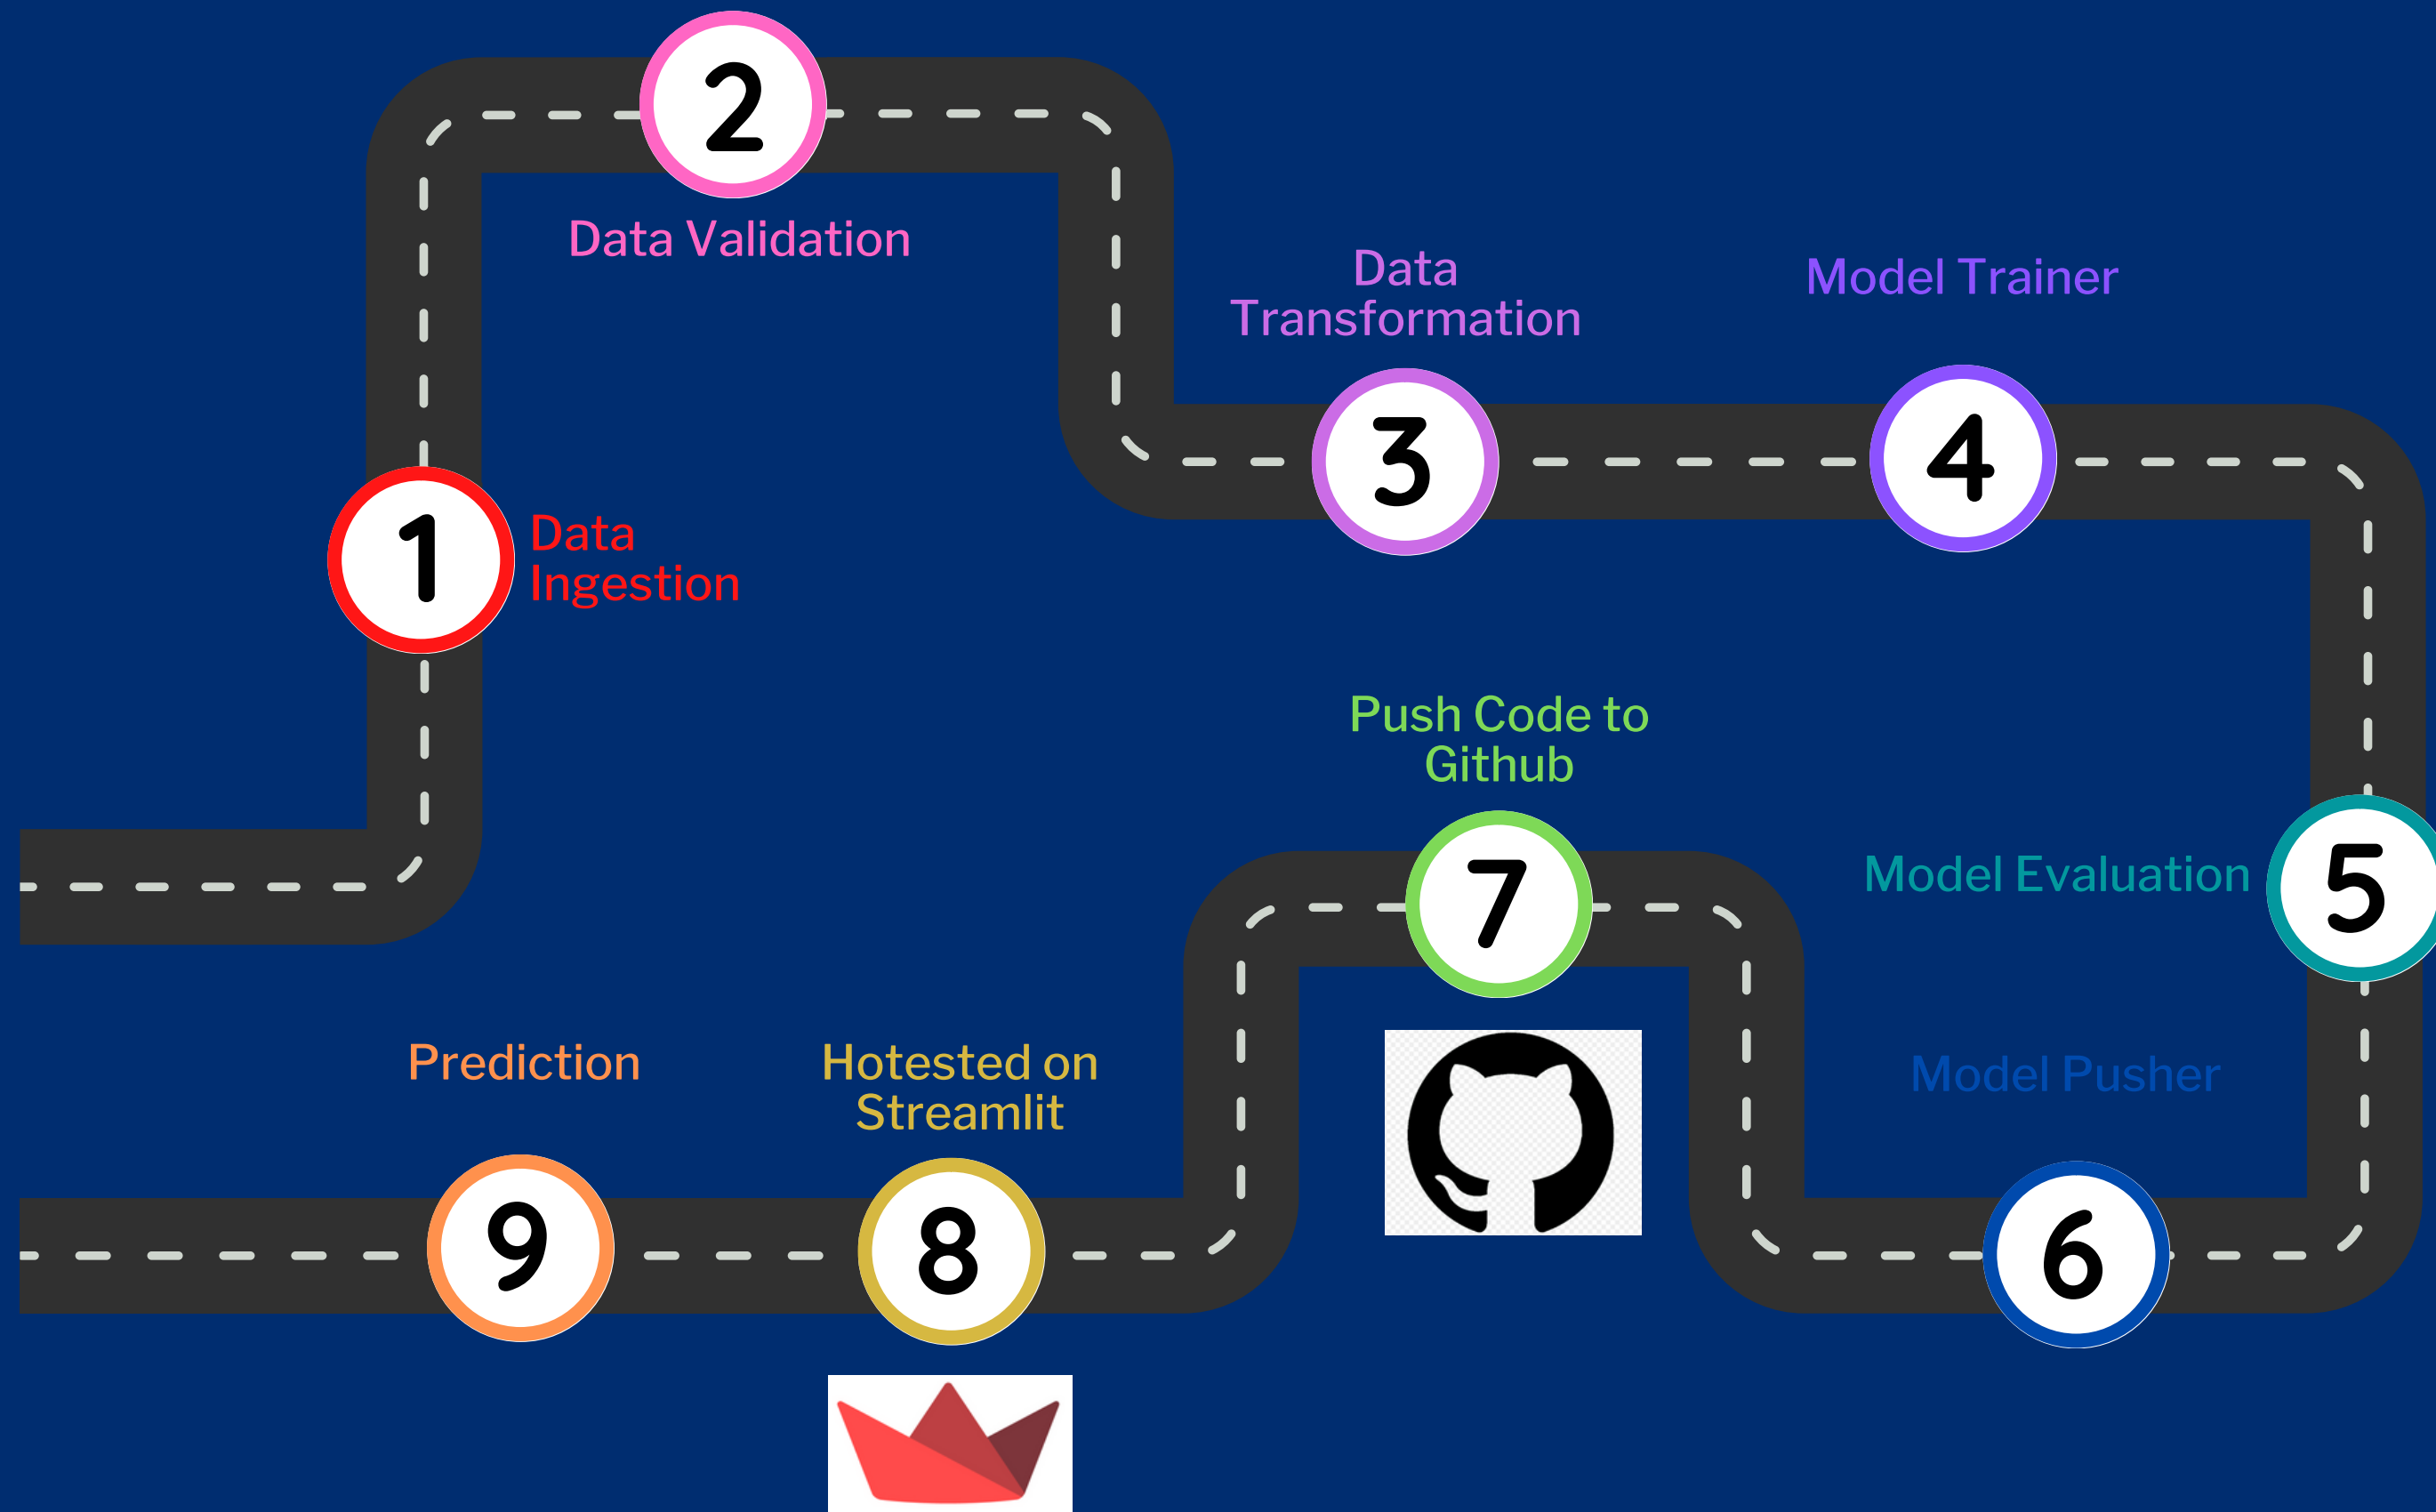 1
Data
Ingestion
2
Data Validation
Data
Transformation
3
Model Trainer
4
Model Evaluation
5
Model Pusher
6
Push Code to
Github
7
Hotested on
Streamlit
8
Prediction
9